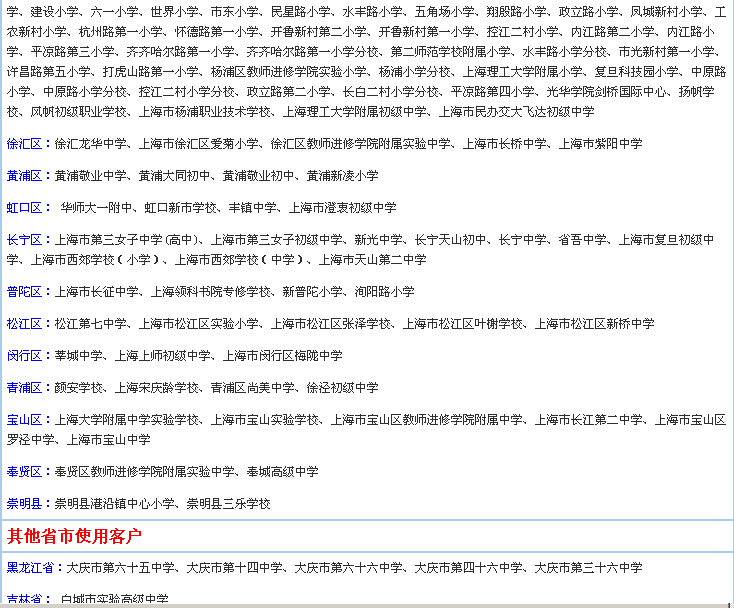 学、建设小学、六一小学、世界小学、市东小学、民星路小学、水丰路小学、五角场小学、翔殷路小学、政立路小学、凤城新村小学、工
农新村小学、杭州路第一小学、怀德路第一小学、开鲁新村第二小学、开鲁新村第一小学、控江二村小学、内江路第二小学、内江路小
学、平凉路第三小学、齐齐哈尔路第一小学、齐齐哈尔路第一小学分校、第二师范学校附属小学、水丰路小学分校、市光新村第一小学、
许昌路第五小学、打虎山路第一小学、杨浦区教师进修学院实验小学、杨浦小学分校、上海理工大学附属小学、复旦科技园小学、中原路
小学、中原路小学分校、控江二村小学分校、政立路第二小学、长白二村小学分校、平凉路第四小学、光华学院剑桥国际中心、扬帆学
校、风帆初级职业学校、上海市杨浦职业技术学校、上海理工大学附属初级中学、上海市民办交大飞达初级中学
徐汇区：徐汇龙华中学、上海市徐汇区爱菊小学、徐汇区教师进修学院附属实验中学、上海市长桥中学、上海市紫阳中学
黄浦区：黄浦敬业中学、黄浦大同初中、黄浦敬业初中、黄浦新凌小学
虹口区： 华师大一附中、虹口新市学校、丰镇中学、上海市澄衷初级中学
长宁区：上海市第三女子中学(高中)、上海市第三女子初级中学、新光中学、长宁天山初中、长宁中学、省吾中学、上海市复旦初级中
学、上海市西郊学校（小学）、上海市西郊学校（中学）、上海市天山第二中学
普陀区：上海市长征中学、上海领科书院专修学校、新普陀小学、洵阳路小学
松江区：松江第七中学、上海市松江区实验小学、上海市松江区张泽学校、上海市松江区叶榭学校、上海市松江区新桥中学
闵行区：莘城中学、上海上师初级中学、上海市闵行区梅陇中学
青浦区：颜安学校、上海宋庆龄学校、青浦区尚美中学、徐泾初级中学
宝山区：上海大学附属中学实验学校、上海市宝山实验学校、上海市宝山区教师进修学院附属中学、上海市长江第二中学、上海市宝山区
罗泾中学、上海市宝山中学
奉贤区：奉贤区教师进修学院附属实验中学、奉城高级中学
崇明县：崇明县港沿镇中心小学、崇明县三乐学校
其他省市使用客户
黑龙江省：大庆市第六十五中学、大庆市第十四中学、大庆市第六十六中学、大庆市第四十六中学、大庆市第三十六中学
吉林省： 白城市实验高级中学